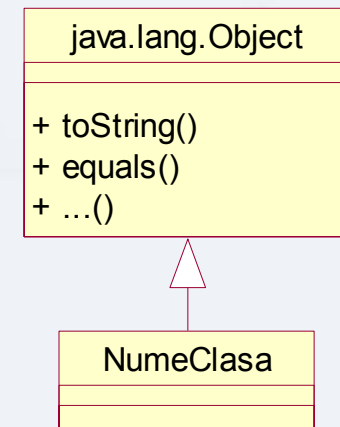 java.lang.Object
+ toString()
+ equals()
+ ...()
NumeClasa